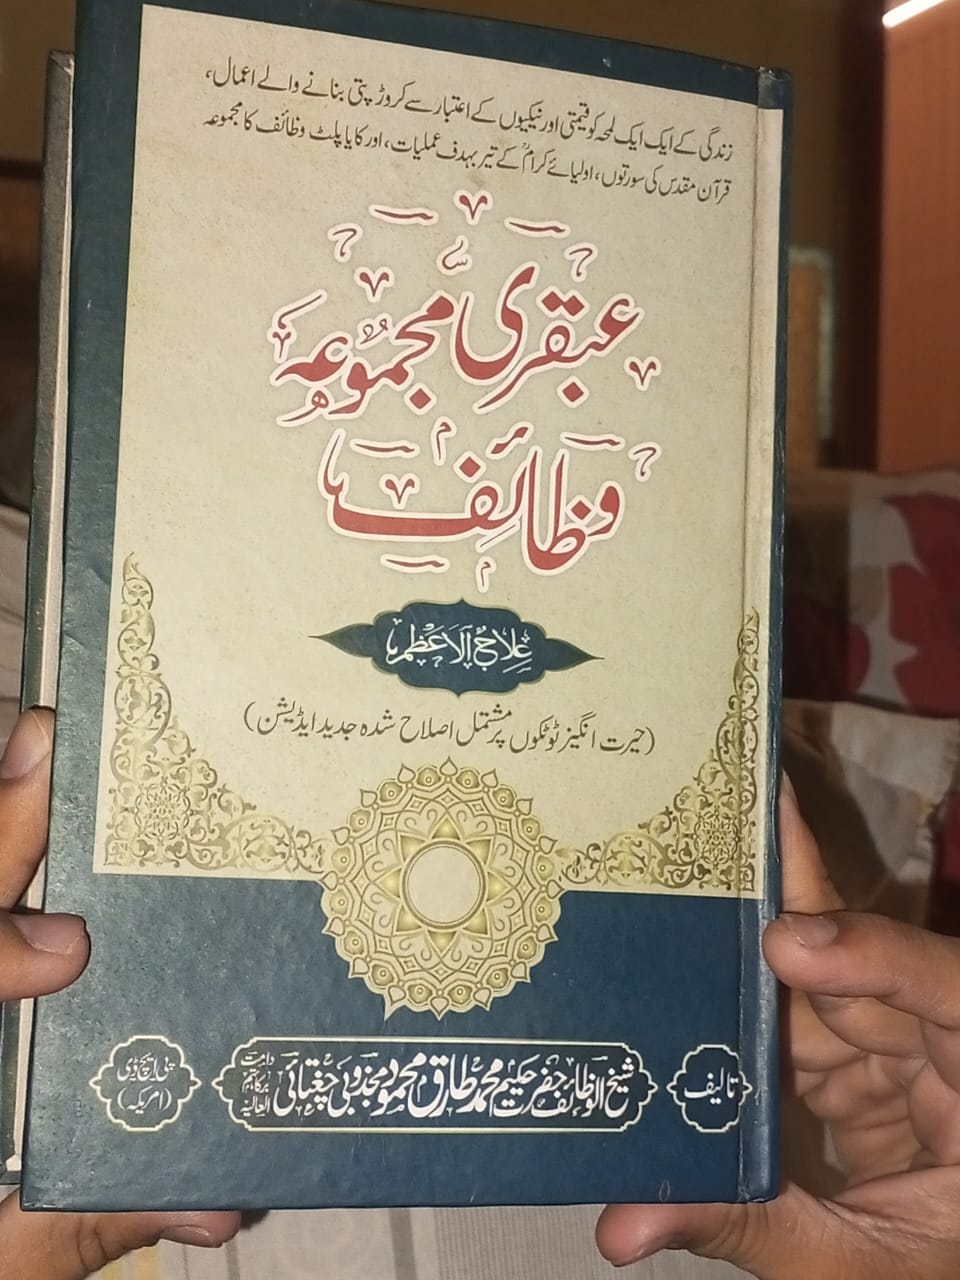 زندگی کے ایک ایک لمحہ کو قیمتی اور نیکیوں کے اعتبار سے کروڑ پتی بنانے والے اعمال،
قرآن مقدس کی سورتوں، اولیائے کرامؒ کے تیر بہدف عملیات، اور کایا پلٹ وظائف کا مجموعہ
عبقری مجموعہ
وظائف
علاج الاعظم
(حیرت انگیز ٹوٹکوں پر مشتمل اصلاح شدہ جدید ایڈیشن)
تالیف
شیخ الوظائف حضرت حکیم محمد طارق محمود مجذوبی چغتائی دامت برکاتہم العالیہ
پی ایچ ڈی
(امریکہ)